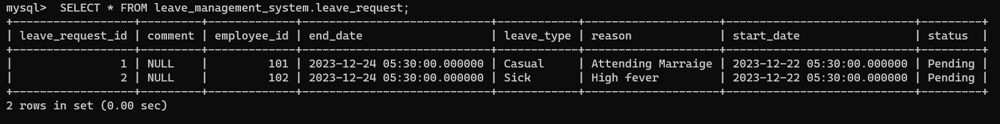 mysql>  SELECT * FROM leave_management_system.leave_request;
+------------------+---------+-------------+----------------------------+------------+--------------------+----------------------------+---------+
| leave_request_id | comment | employee_id | end_date                   | leave_type | reason             | start_date                 | status  |
+------------------+---------+-------------+----------------------------+------------+--------------------+----------------------------+---------+
|                1 | NULL    |         101 | 2023-12-24 05:30:00.000000 | Casual     | Attending Marraige | 2023-12-22 05:30:00.000000 | Pending |
|                2 | NULL    |         102 | 2023-12-24 05:30:00.000000 | Sick       | High fever         | 2023-12-22 05:30:00.000000 | Pending |
+------------------+---------+-------------+----------------------------+------------+--------------------+----------------------------+---------+
2 rows in set (0.00 sec)